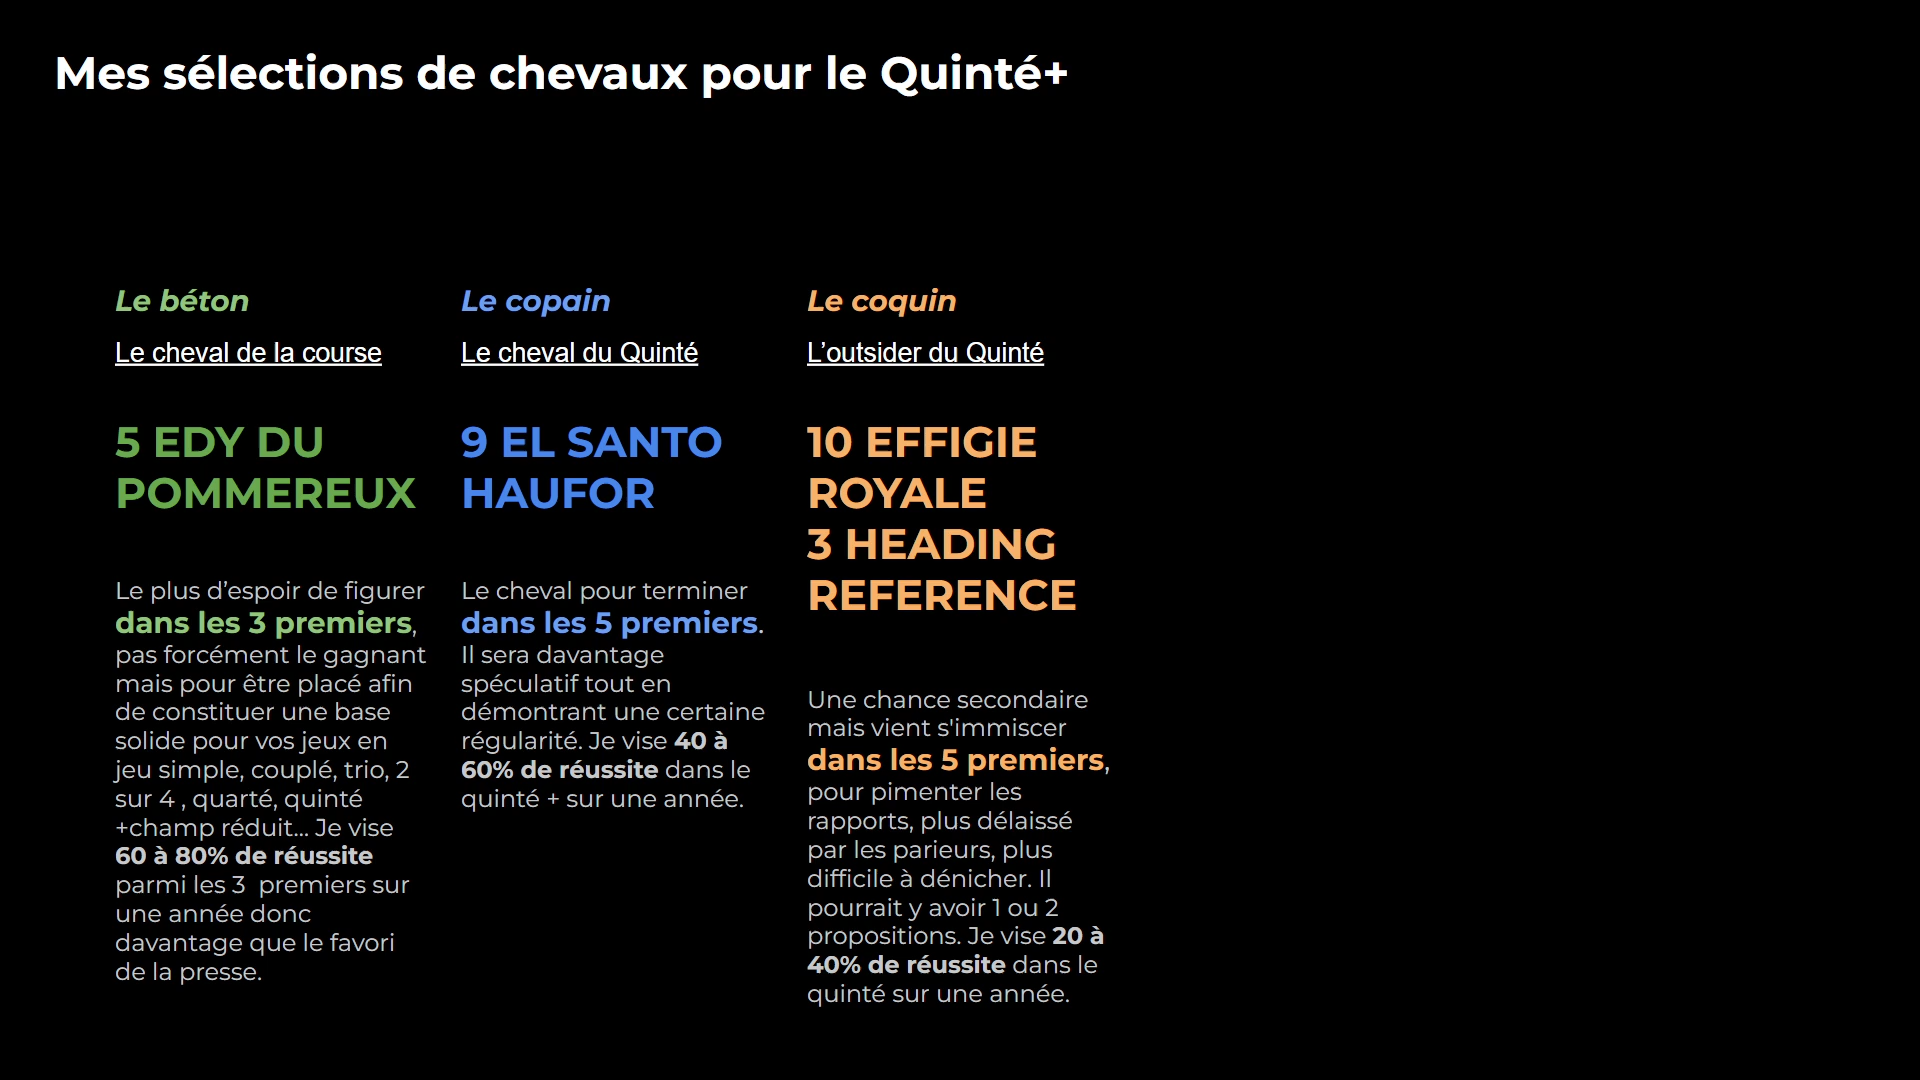 Mes sélections de chevaux pour le Quinté+
Le béton
Le cheval de la course
5 EDY DU
POMMEREUX
Le plus d’espoir de figurer
dans les 3 premiers,
pas forcément le gagnant
mais pour être placé afin
de constituer une base
solide pour vos jeux en
jeu simple, couplé, trio, 2
sur 4 , quarté, quinté
+champ réduit... Je vise
60 à 80% de réussite
parmi les 3  premiers sur
une année donc
davantage que le favori
de la presse.
Le copain
Le cheval du Quinté
9 EL SANTO
HAUFOR
Le cheval pour terminer
dans les 5 premiers.
Il sera davantage
spéculatif tout en
démontrant une certaine
régularité. Je vise 40 à
60% de réussite dans le
quinté + sur une année.
Le coquin
L’outsider du Quinté
10 EFFIGIE
ROYALE
3 HEADING
REFERENCE
Une chance secondaire
mais vient s'immiscer
dans les 5 premiers,
pour pimenter les
rapports, plus délaissé
par les parieurs, plus
difficile à dénicher. Il
pourrait y avoir 1 ou 2
propositions. Je vise 20 à
40% de réussite dans le
quinté sur une année.